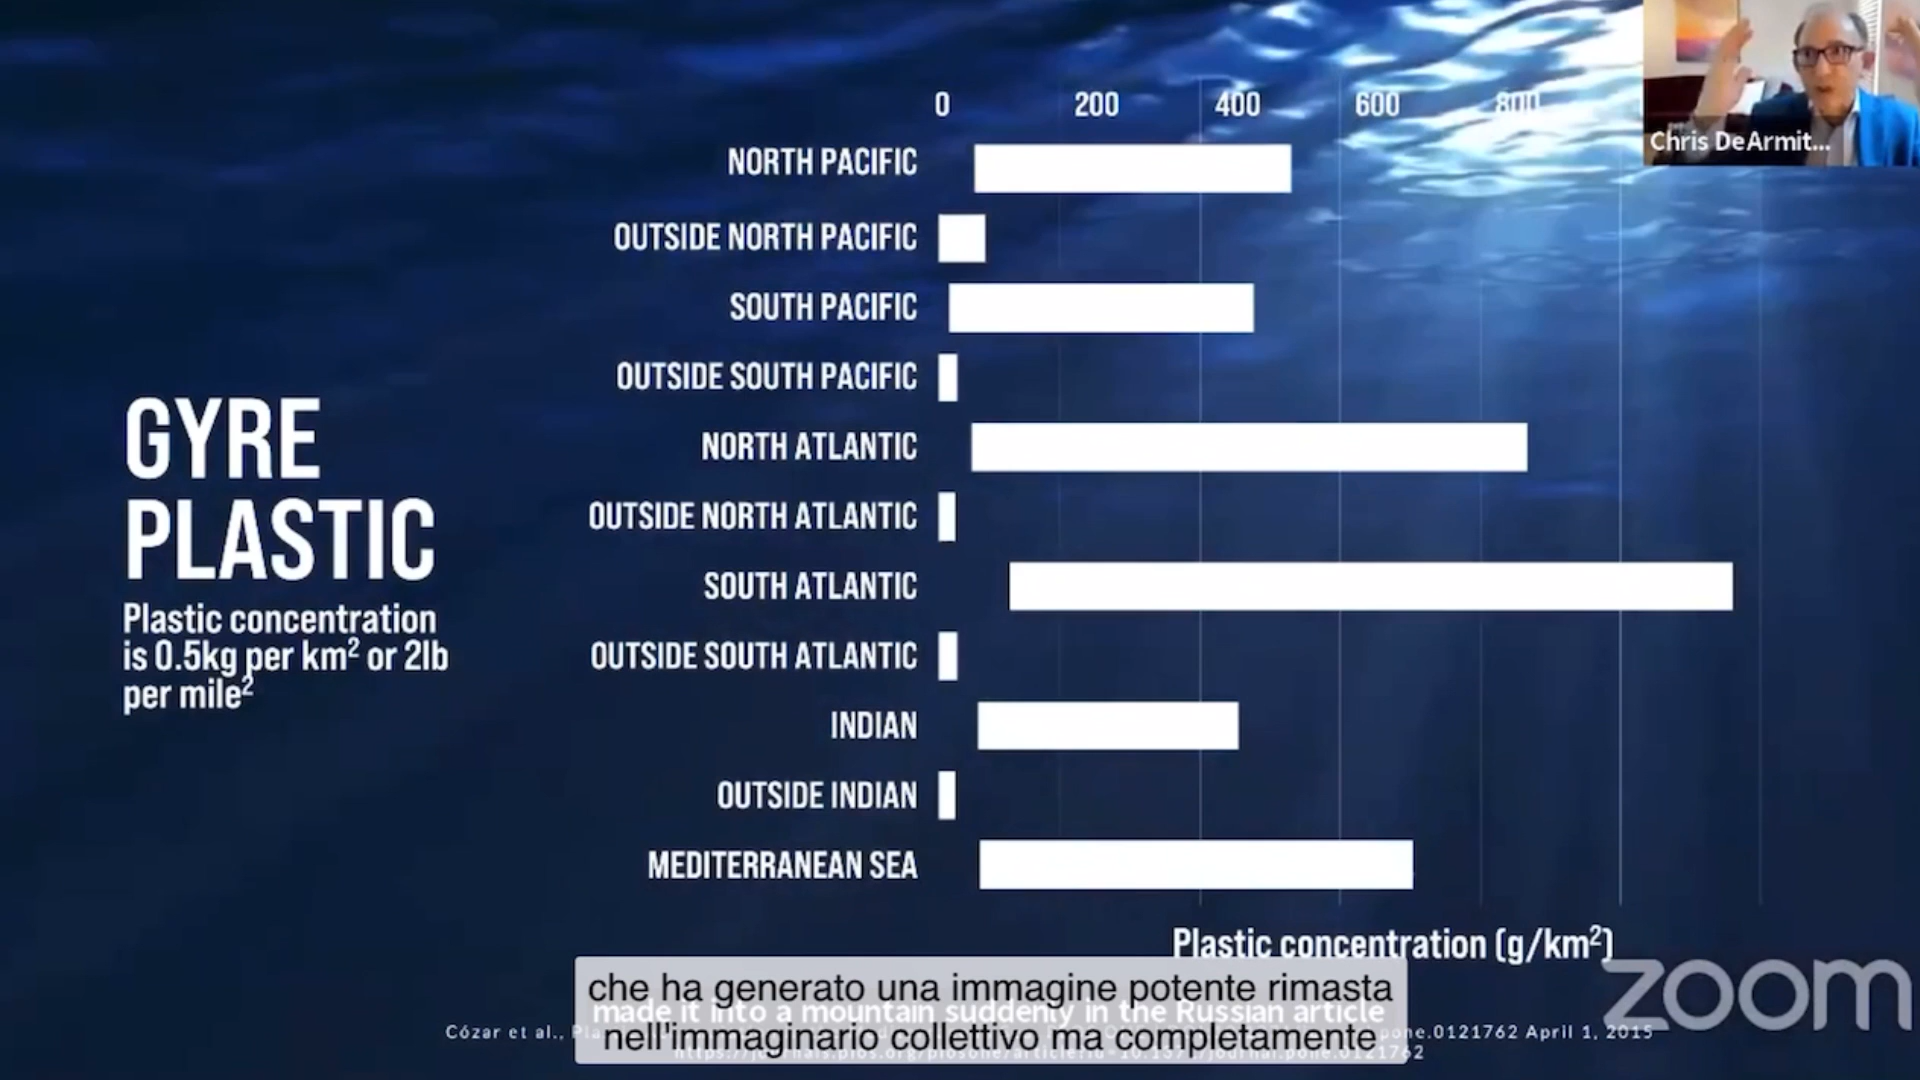 Chris DeArmit...
0 200 400 600 800
NORTH PACIFIC
OUTSIDE NORTH PACIFIC
SOUTH PACIFIC
OUTSIDE SOUTH PACIFIC
NORTH ATLANTIC
OUTSIDE NORTH ATLANTIC
SOUTH ATLANTIC
OUTSIDE SOUTH ATLANTIC
INDIAN
OUTSIDE INDIAN
MEDITERRANEAN SEA
GYRE
PLASTIC
Plastic concentration
is 0.5kg per km² or 2lb
per mile²
Plastic concentration (g/km²)
zoom
che ha generato una immagine potente rimasta
made it into a mountain suddenly in the Russian article
nell'immaginario collettivo ma completamente
Cózar et al., pone.0121762 April 1, 2015